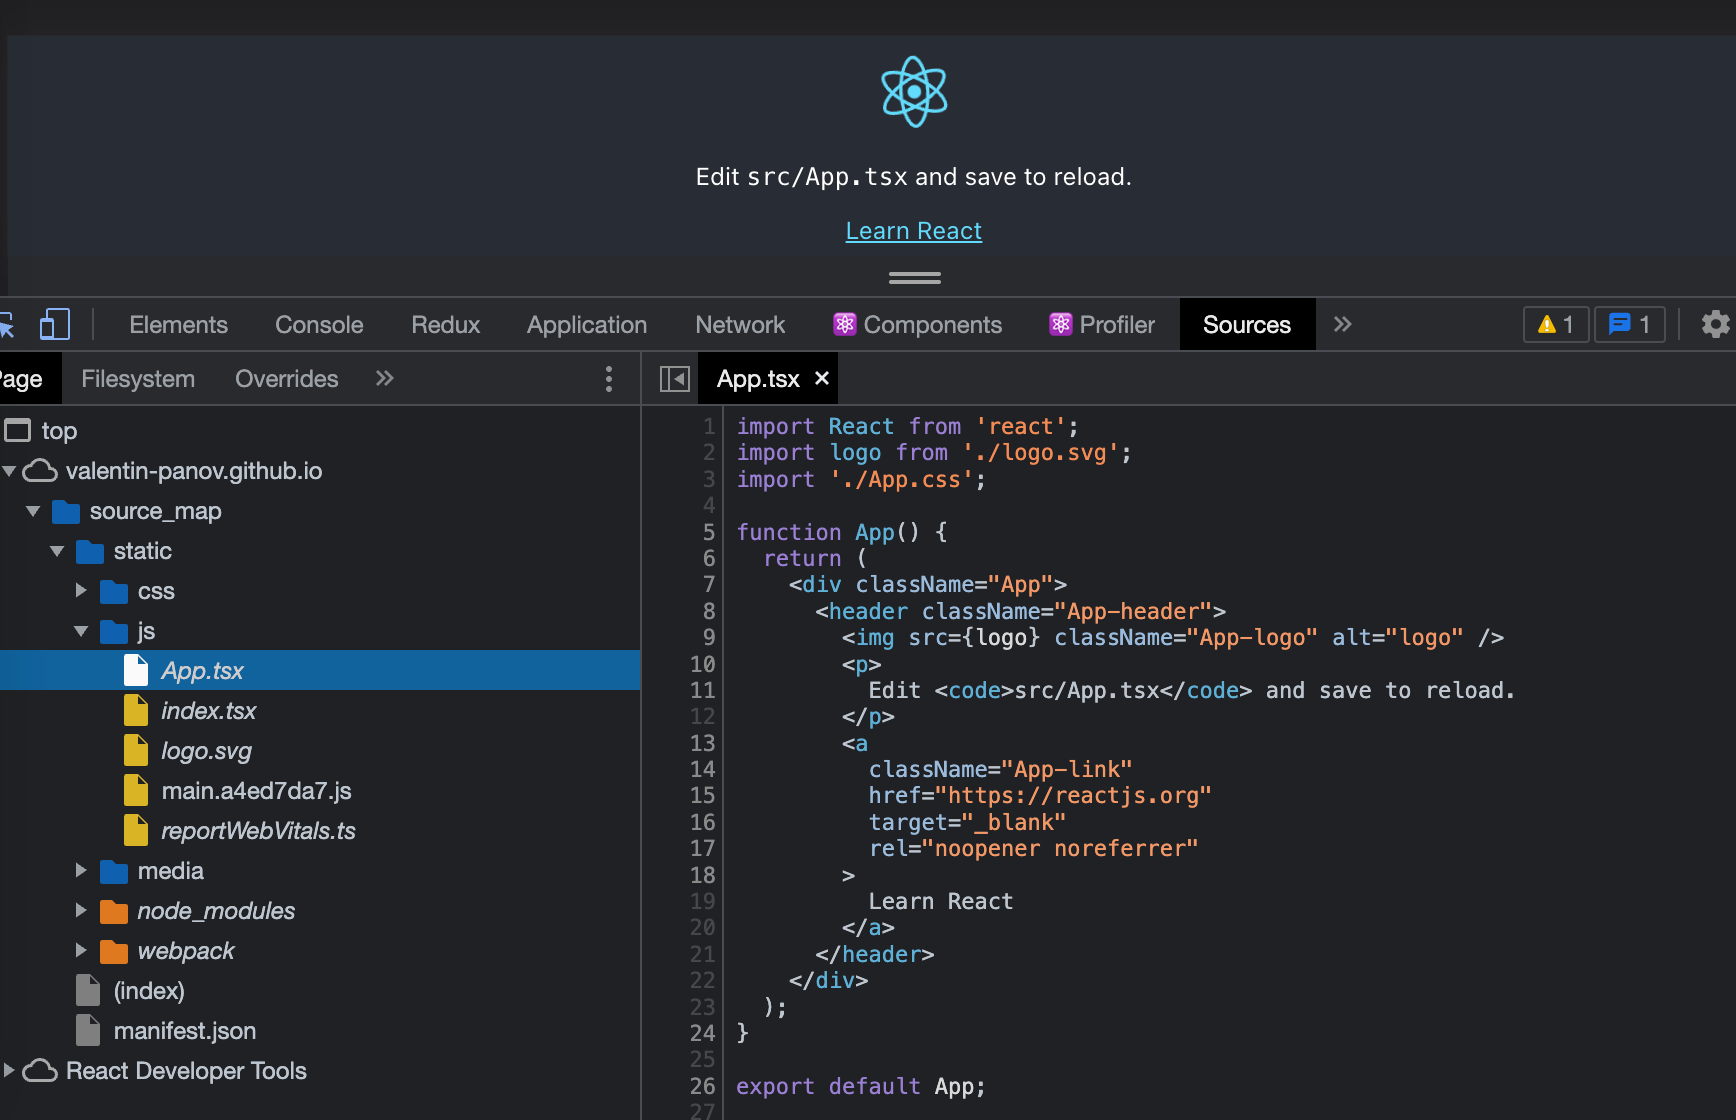 Edit src/App.tsx and save to reload.
Learn React
Elements Console Redux Application Network Components Profiler Sources 1 1
Filesystem Overrides
App.tsx
top
valentin-panov.github.io
source_map
static
css
js
App.tsx
index.tsx
logo.svg
main.a4ed7da7.js
reportWebVitals.ts
media
node_modules
webpack
(index)
manifest.json
React Developer Tools
1 import React from 'react';
2 import logo from './logo.svg';
3 import './App.css';
4
5 function App() {
6 return (
7 <div className="App">
8 <header className="App-header">
9 <img src={logo} className="App-logo" alt="logo" />
10 <p>
11 Edit <code>src/App.tsx</code> and save to reload.
12 </p>
13 <a
14 className="App-link"
15 href="https://reactjs.org"
16 target="_blank"
17 rel="noopener noreferrer"
18 >
19 Learn React
20 </a>
21 </header>
22 </div>
23 );
24 }
25
26 export default App;
27